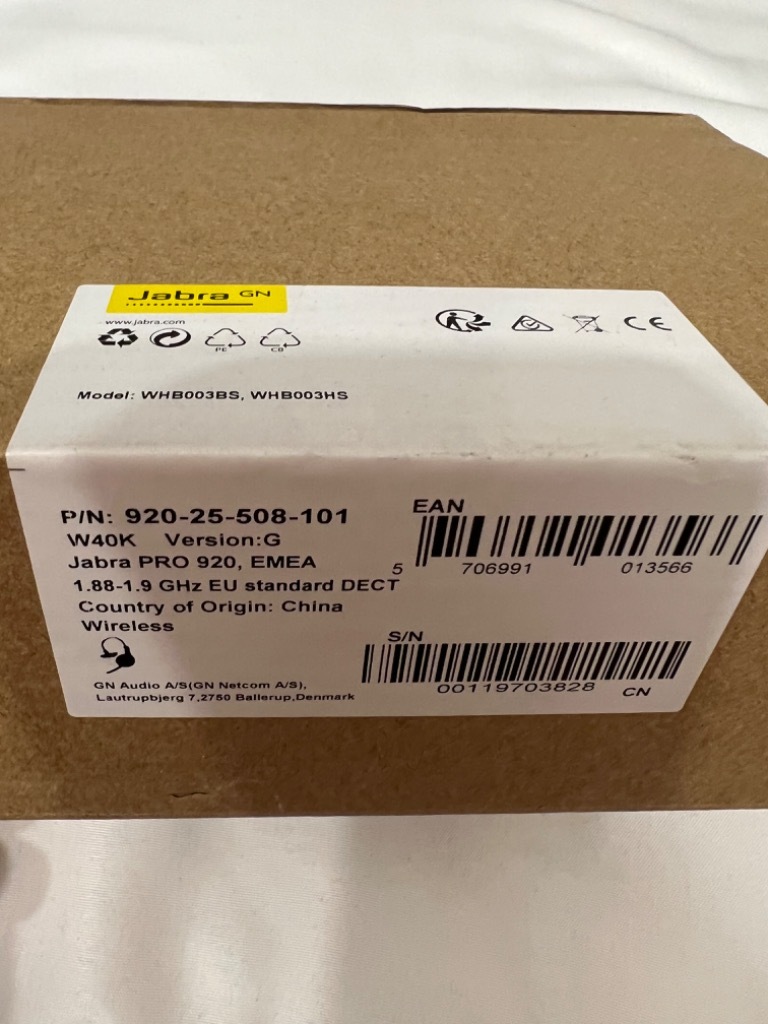 Jabra GN
www.jabra.com
PE
CB
Model: WHB003BS, WHB003HS
P/N: 920-25-508-101
W40K Version:G
Jabra PRO 920, EMEA
1.88-1.9 GHz EU standard DECT
Country of Origin: China
Wireless
GN Audio A/S(GN Netcom A/S),
Lautrupbjerg 7,2750 Ballerup,Denmark
EAN
5 706991 013566
S/N
00119703828 CN
CE